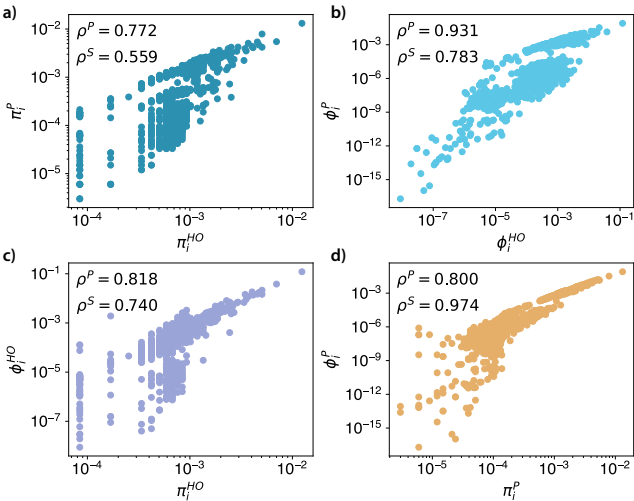 a)
ρ^P = 0.772
ρ^S = 0.559
10^−2
10^−3
10^−4
10^−5
π_i^P
10^−4
10^−3
10^−2
π_i^HO
b)
ρ^P = 0.931
ρ^S = 0.783
10^−3
10^−6
10^−9
10^−12
10^−15
ϕ_i^P
10^−7
10^−5
10^−3
10^−1
ϕ_i^HO
c)
ρ^P = 0.818
ρ^S = 0.740
10^−1
10^−3
10^−5
10^−7
ϕ_i^HO
10^−4
10^−3
10^−2
π_i^HO
d)
ρ^P = 0.800
ρ^S = 0.974
10^−3
10^−6
10^−9
10^−12
10^−15
ϕ_i^P
10^−5
10^−4
10^−3
10^−2
π_i^P